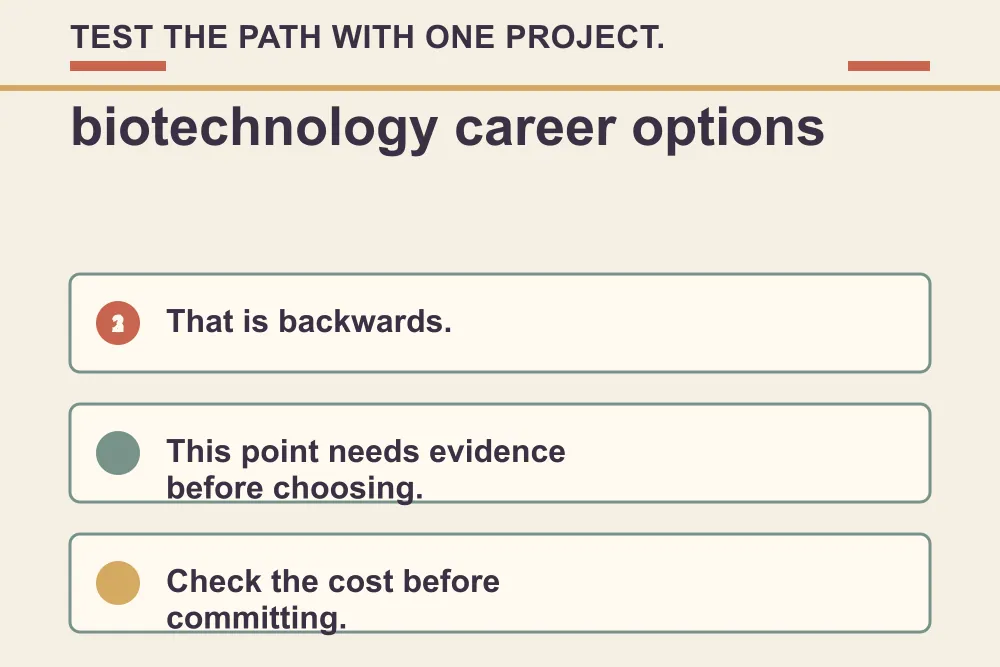 TEST THE PATH WITH ONE PROJECT.
biotechnology career options
That is backwards.
This point needs evidence
before choosing.
Check the cost before
committing.